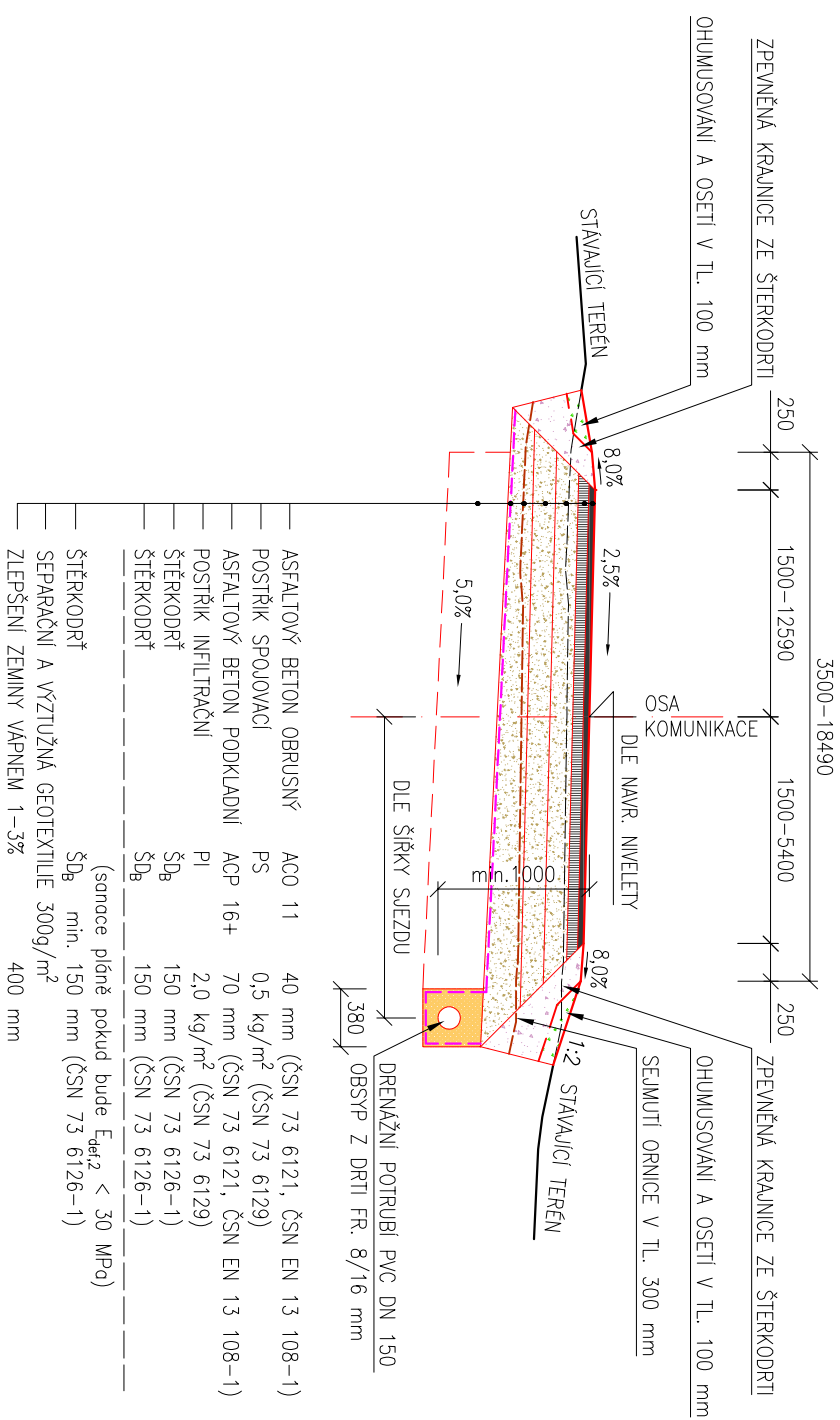 3500-18490
250
1500-12590
1500-5400
250
ZPEVNĚNÁ KRAJNICE ZE ŠTERKODRTI
OHUMUSOVÁNÍ A OSETÍ V TL. 100 mm
ZPEVNĚNÁ KRAJNICE ZE ŠTERKODRTI
OHUMUSOVÁNÍ A OSETÍ V TL. 100 mm
SEJMUTÍ ORNICE V TL. 300 mm
OSA
KOMUNIKACE
DLE NAVR. NIVELETY
STÁVAJÍCÍ TERÉN
8,0%
2,5%
8,0%
1:2
STÁVAJÍCÍ TERÉN
min.1000
5,0%
DLE ŠÍŘKY SJEZDU
380
DRENÁŽNÍ POTRUBÍ PVC DN 150
OBSYP Z DRTI FR. 8/16 mm
ASFALTOVÝ BETON OBRUSNÝ ACO 11 40 mm (ČSN 73 6121, ČSN EN 13 108-1)
POSTŘIK SPOJOVACÍ PS 0,5 kg/m² (ČSN 73 6129)
ASFALTOVÝ BETON PODKLADNÍ ACP 16+ 70 mm (ČSN 73 6121, ČSN EN 13 108-1)
POSTŘIK INFILTRAČNÍ PI 2,0 kg/m² (ČSN 73 6129)
ŠTĚRKODRŤ ŠDB 150 mm (ČSN 73 6126-1)
ŠTĚRKODRŤ ŠDB 150 mm (ČSN 73 6126-1)
(sanace pláně pokud bude Edef,2 < 30 MPa)
ŠTĚRKODRŤ ŠDB min. 150 mm (ČSN 73 6126-1)
SEPARAČNÍ A VÝZTUŽNÁ GEOTEXTILIE 300g/m²
ZLEPŠENÍ ZEMINY VÁPNEM 1-3% 400 mm